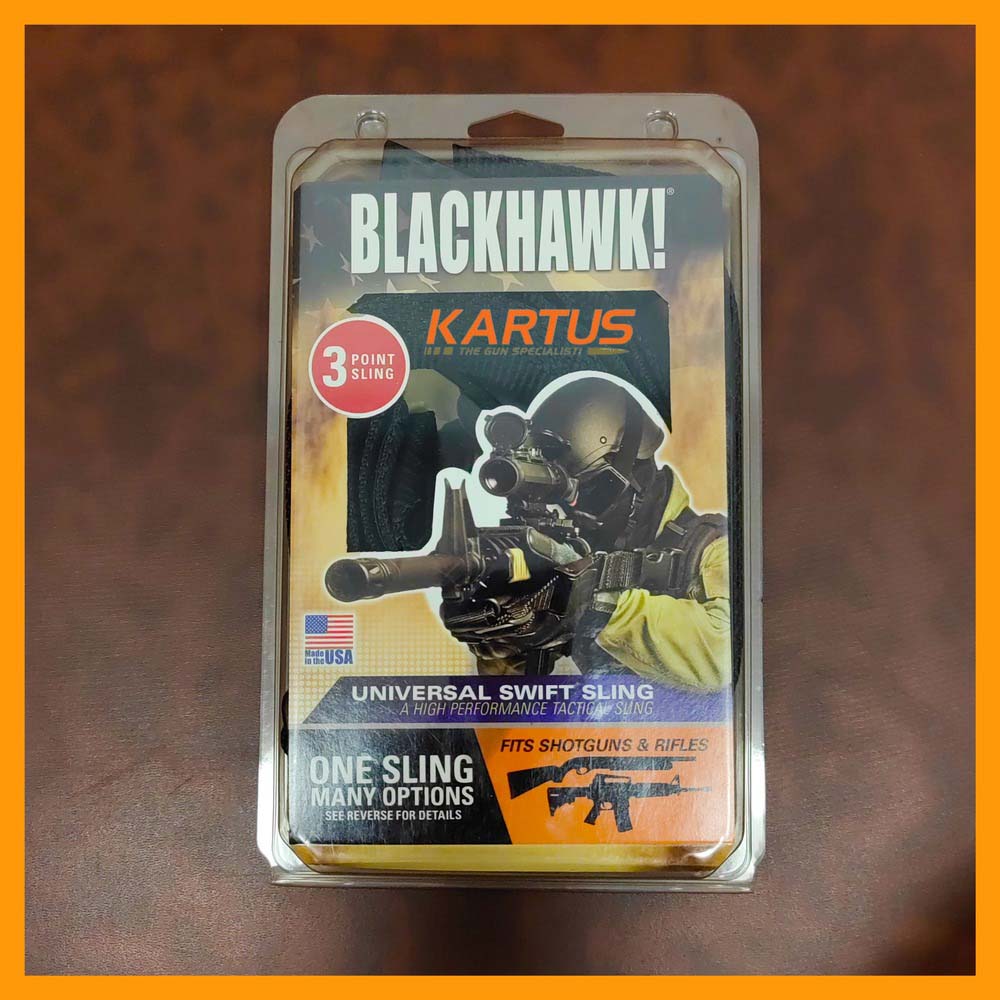 BLACKHAWK!®
KARTUS
THE GUN SPECIALIST!
3 POINT
SLING
Made
in the USA
UNIVERSAL SWIFT SLING
A HIGH PERFORMANCE TACTICAL SLING
FITS SHOTGUNS & RIFLES
ONE SLING
MANY OPTIONS
SEE REVERSE FOR DETAILS